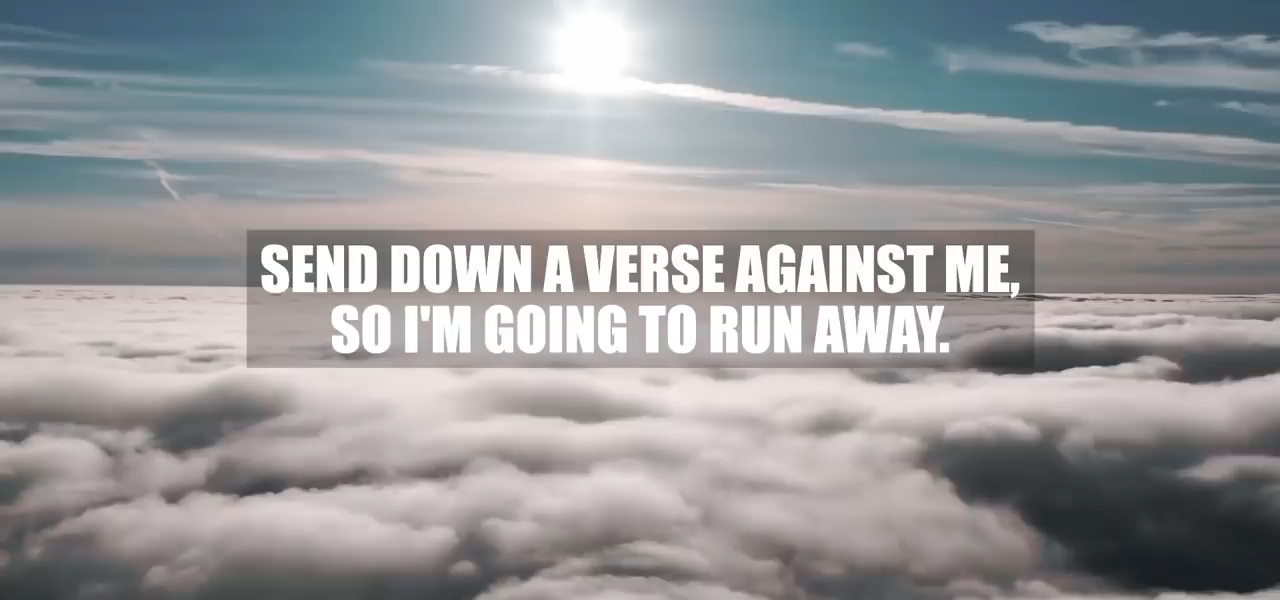 SEND DOWN A VERSE AGAINST ME,
SO I'M GOING TO RUN AWAY.